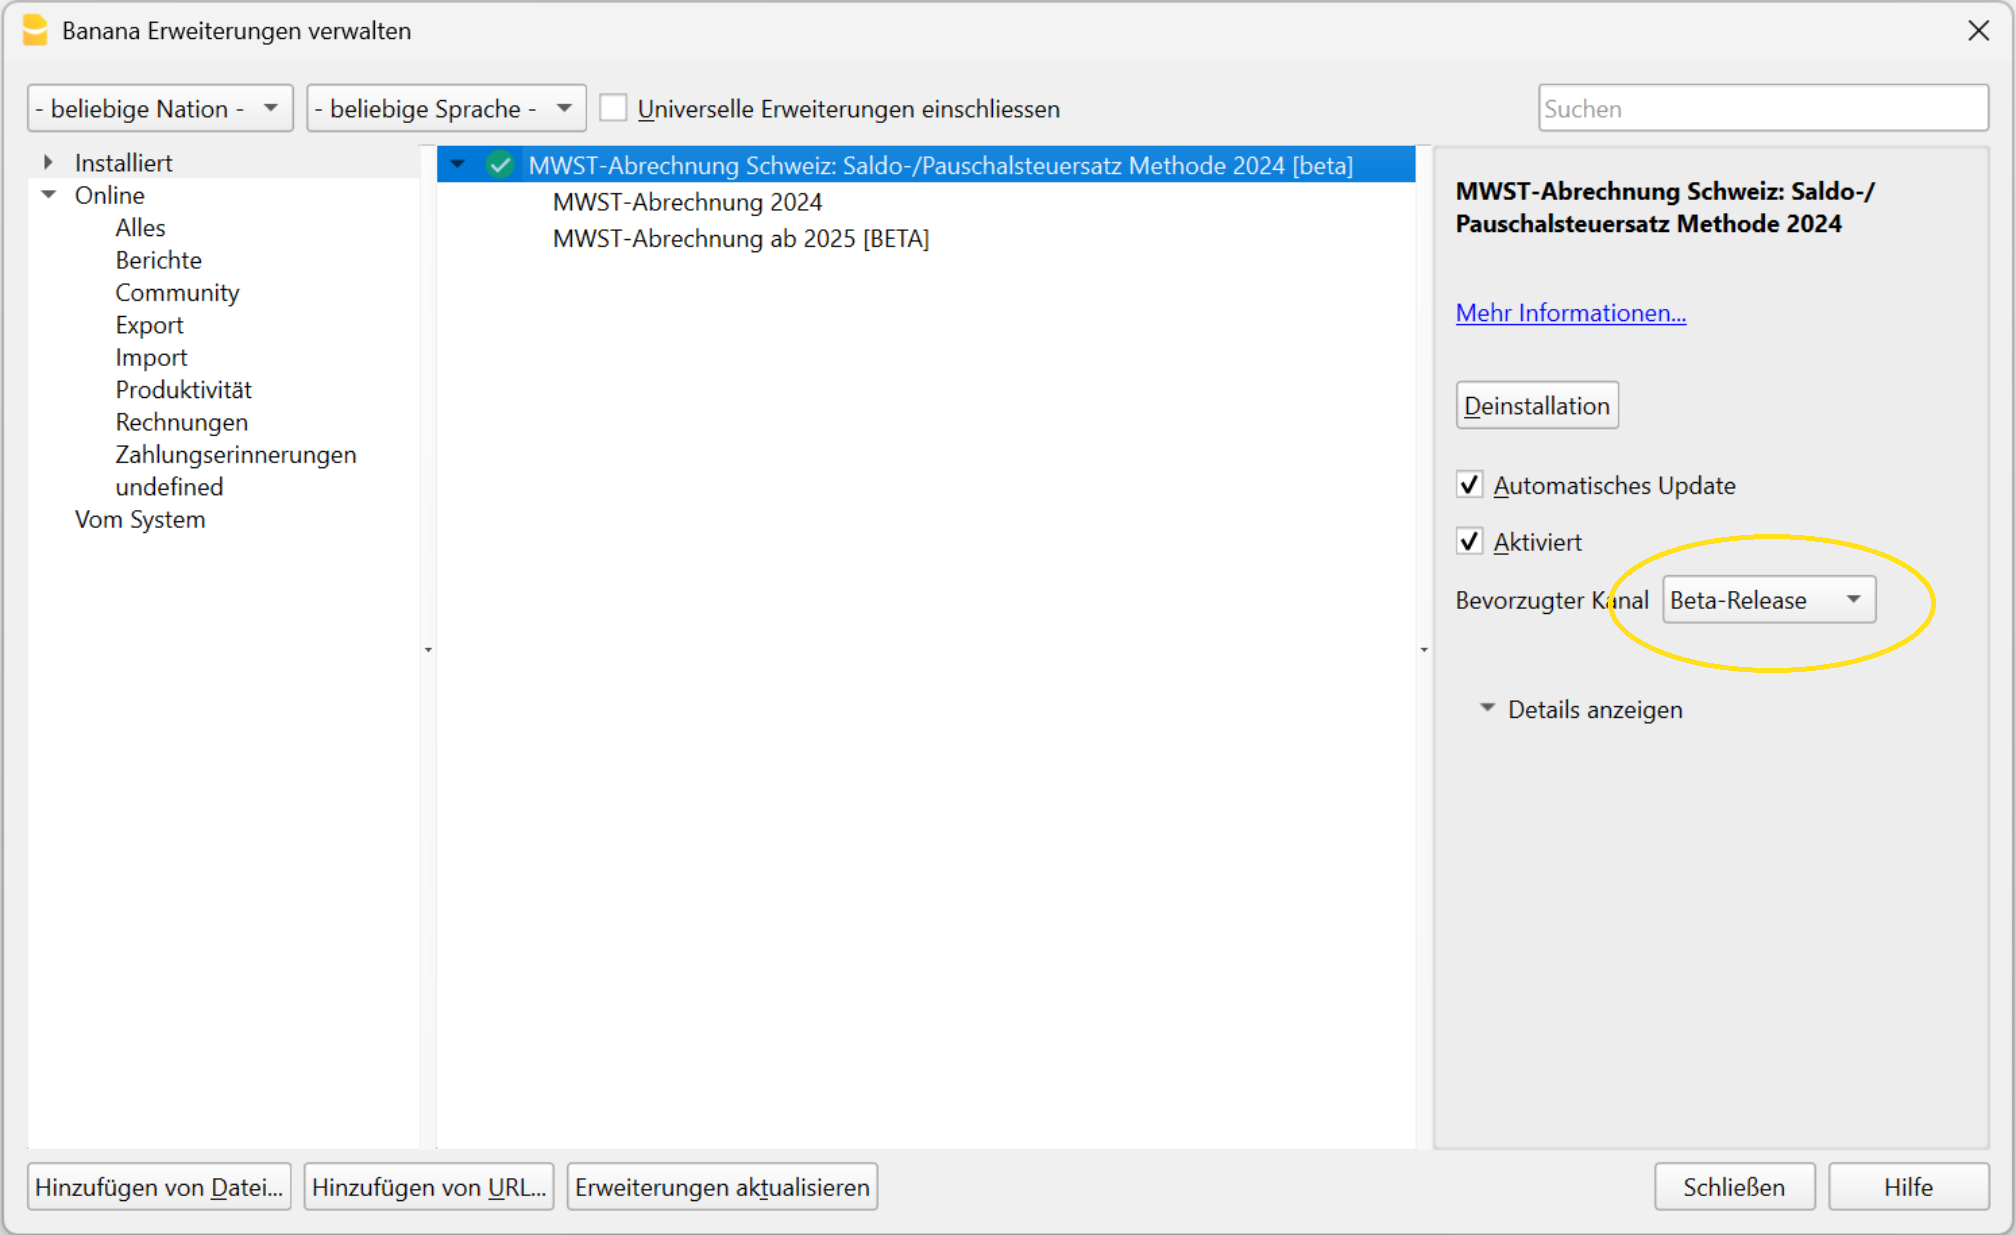 Banana Erweiterungen verwalten
- beliebige Nation -
- beliebige Sprache -
Universelle Erweiterungen einschliessen
Suchen
Installiert
Online
Alles
Berichte
Community
Export
Import
Produktivität
Rechnungen
Zahlungserinnerungen
undefined
Vom System
MWST-Abrechnung Schweiz: Saldo-/Pauschalsteuersatz Methode 2024 [beta]
MWST-Abrechnung 2024
MWST-Abrechnung ab 2025 [BETA]
MWST-Abrechnung Schweiz: Saldo-/
Pauschalsteuersatz Methode 2024
Mehr Informationen...
Deinstallation
Automatisches Update
Aktiviert
Bevorzugter Kanal
Beta-Release
Details anzeigen
Hinzufügen von Datei...
Hinzufügen von URL...
Erweiterungen aktualisieren
Schließen
Hilfe